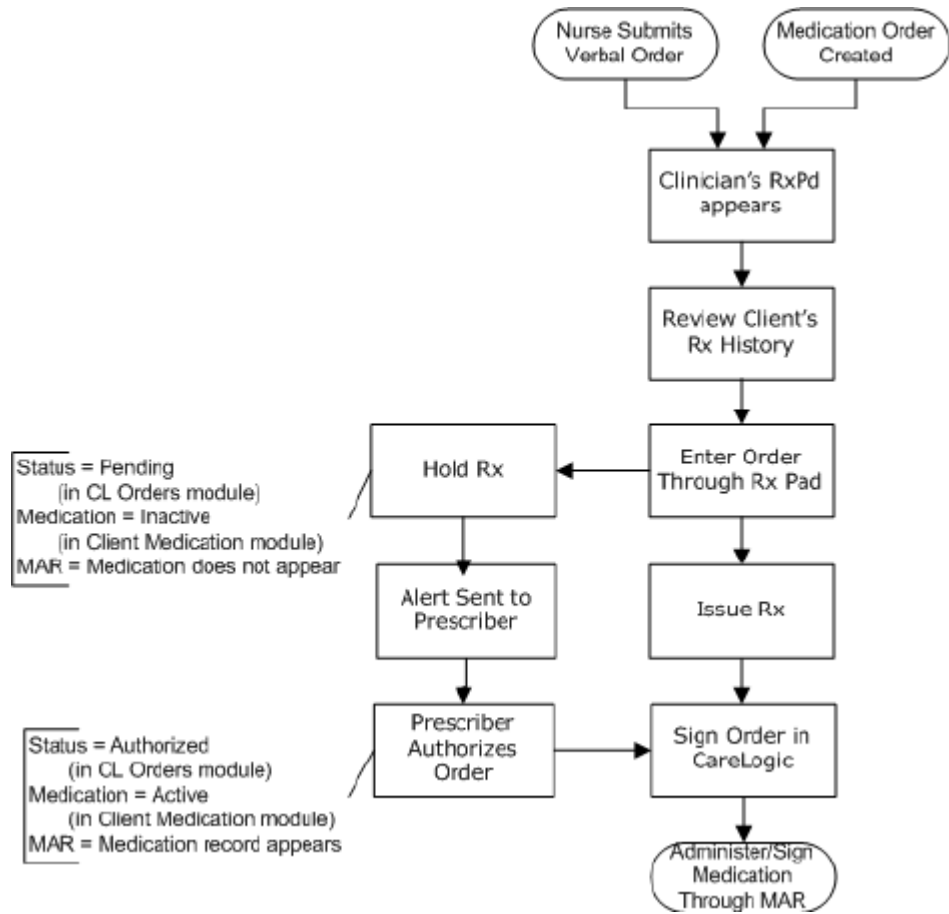 Nurse Submits
Verbal Order
Medication Order
Created
Clinician's RxPd
appears
Review Client's
Rx History
Enter Order
Through Rx Pad
Hold Rx
Status = Pending
(in CL Orders module)
Medication = Inactive
(in Client Medication module)
MAR = Medication does not appear
Alert Sent to
Prescriber
Issue Rx
Prescriber
Authorizes
Order
Sign Order in
CareLogic
Status = Authorized
(in CL Orders module)
Medication = Active
(in Client Medication module)
MAR = Medication record appears
Administer/Sign
Medication
Through MAR